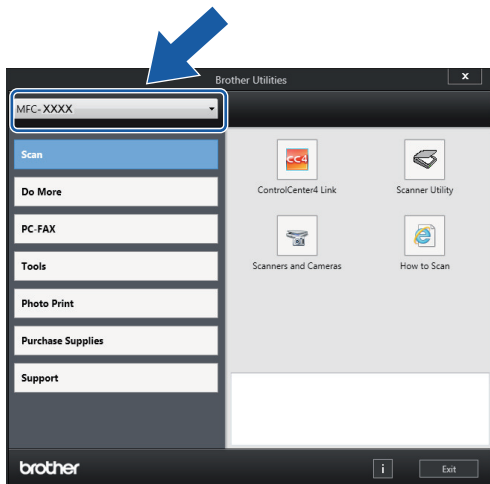 Brother Utilities
x
MFC-XXXX
Scan
Do More
PC-FAX
Tools
Photo Print
Purchase Supplies
Support
CC4
ControlCenter4 Link
Scanner Utility
Scanners and Cameras
How to Scan
brother
i
Exit